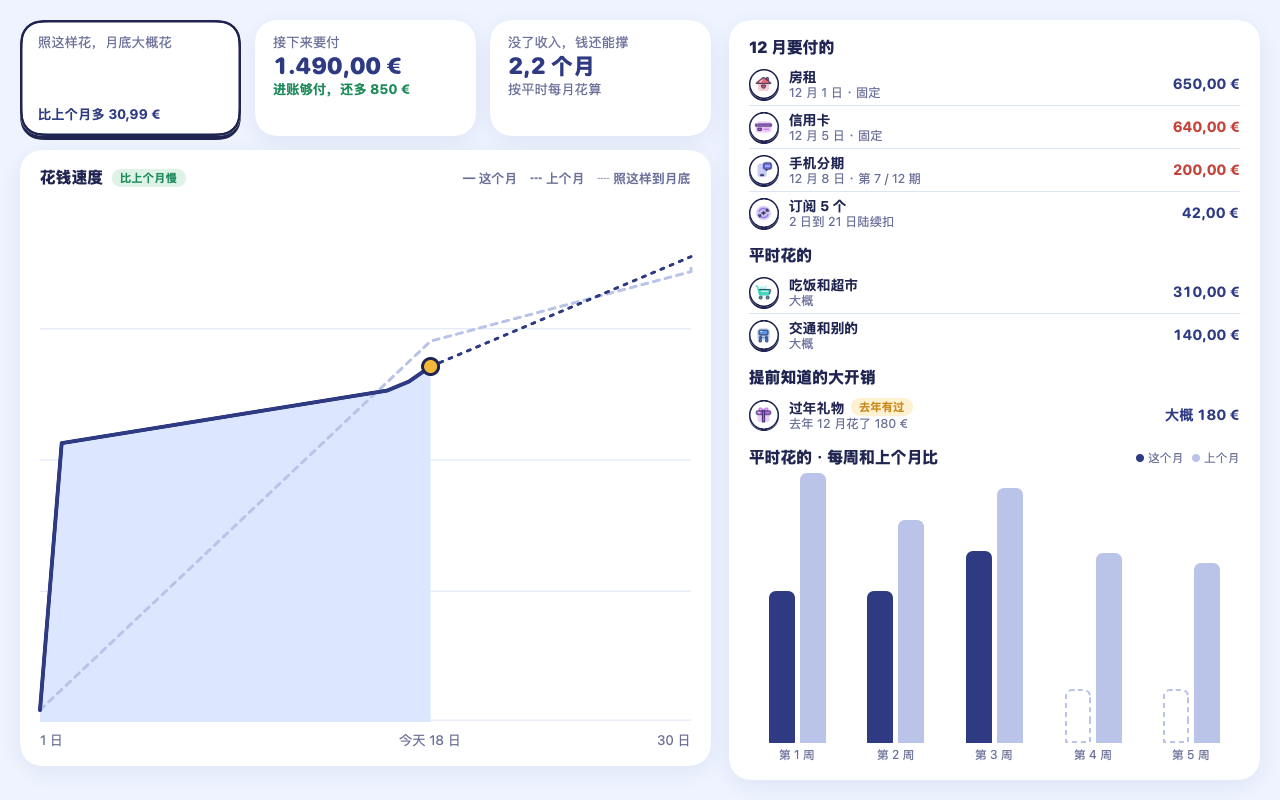 照这样花，月底大概花
比上个月多 30,99 €
接下来要付
1.490,00 €
进账够付，还多 850 €
没了收入，钱还能撑
2,2 个月
按平时每月花算
花钱速度
比上个月慢
这个月
上个月
照这样到月底
1 日
今天 18 日
30 日
12 月要付的
房租
650,00 €
12 月 1 日 · 固定
信用卡
640,00 €
12 月 5 日 · 固定
手机分期
200,00 €
12 月 8 日 · 第 7 / 12 期
订阅 5 个
42,00 €
2 日到 21 日陆续扣
平时花的
吃饭和超市
310,00 €
大概
交通和别的
140,00 €
大概
提前知道的大开销
过年礼物
去年有过
大概 180 €
去年 12 月花了 180 €
平时花的 · 每周和上个月比
这个月
上个月
第 1 周
第 2 周
第 3 周
第 4 周
第 5 周